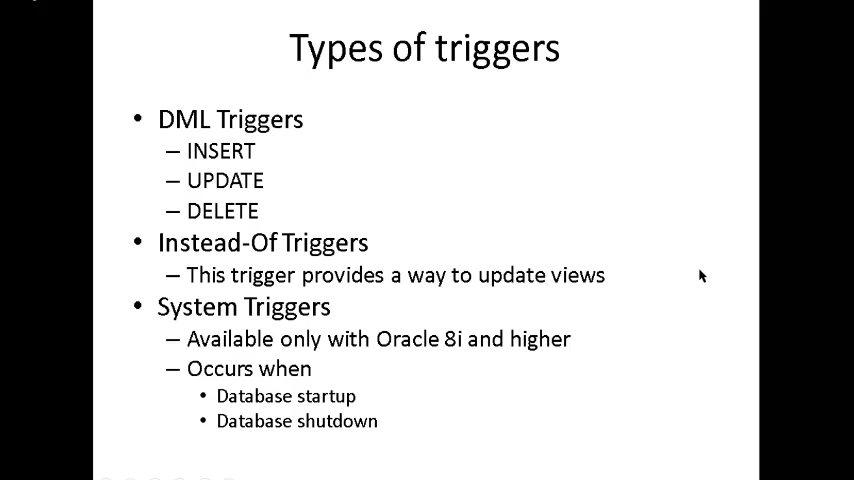 Types of triggers
• DML Triggers
– INSERT
– UPDATE
– DELETE
• Instead-Of Triggers
– This trigger provides a way to update views
• System Triggers
– Available only with Oracle 8i and higher
– Occurs when
• Database startup
• Database shutdown